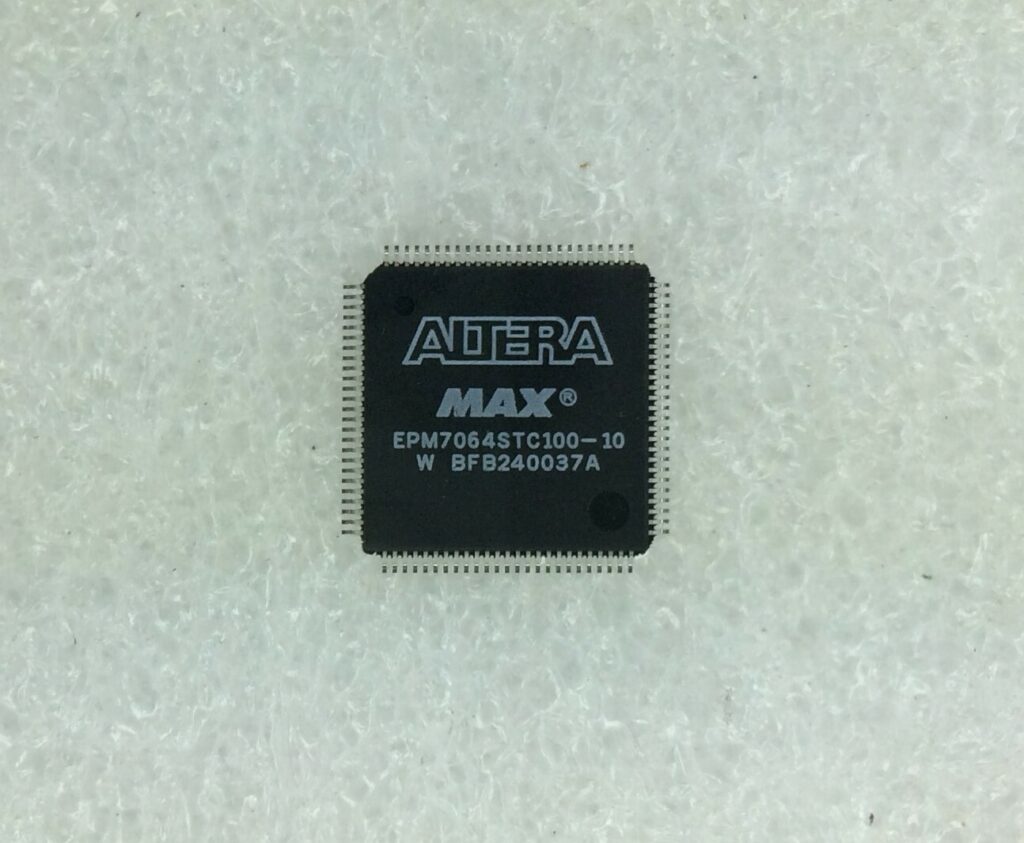 ALTERA
MAX®
EPM7064STC100-10
W BFB240037A